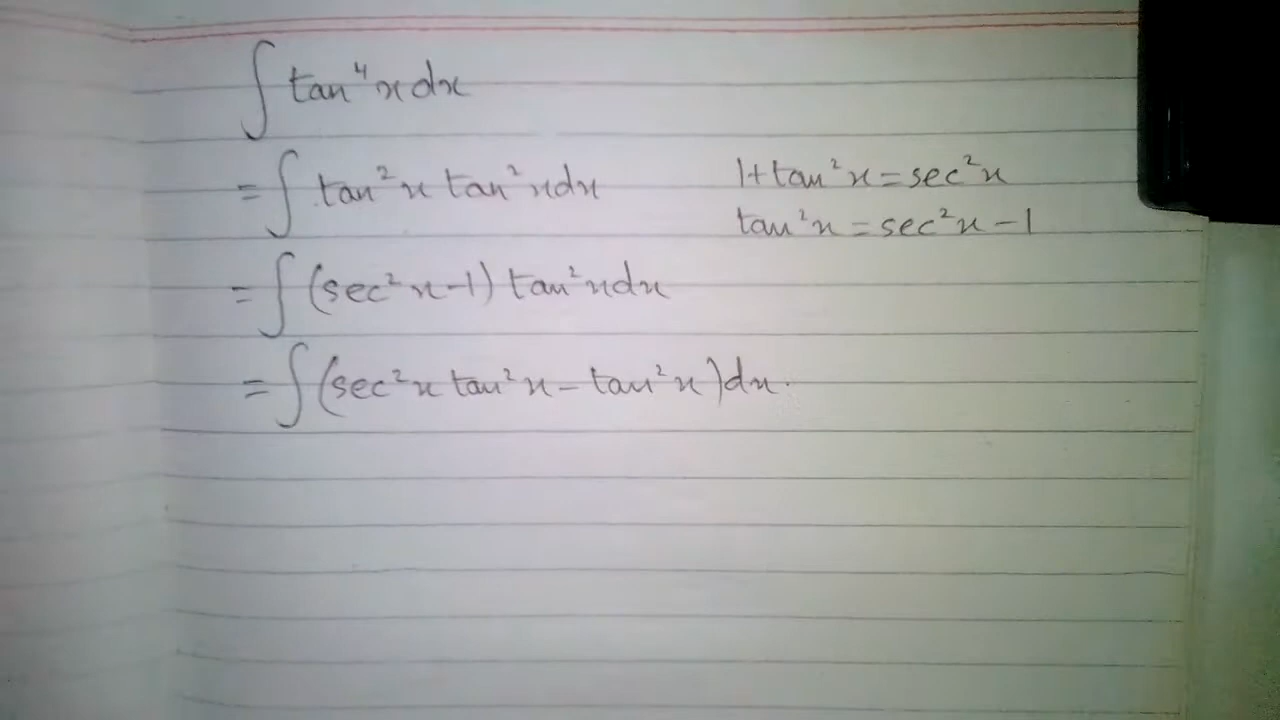 ∫ tan⁴x dx
= ∫ tan²x tan²x dx
1 + tan²x = sec²x
tan²x = sec²x − 1
= ∫ (sec²x − 1) tan²x dx
= ∫ (sec²x tan²x − tan²x) dx.